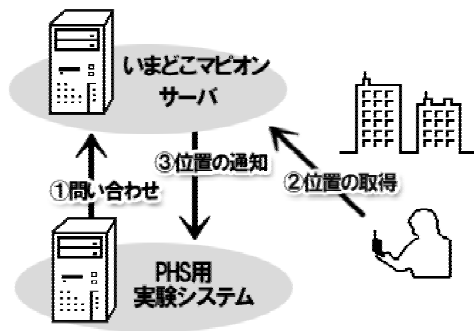 いまどこマピオン
サーバ
③位置の通知
①問い合わせ
②位置の取得
PHS用
実験システム